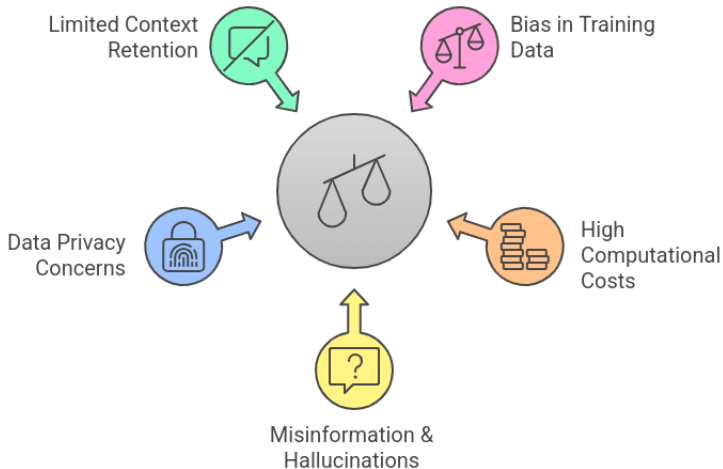 Limited Context
Retention
Bias in Training
Data
Data Privacy
Concerns
High
Computational
Costs
?
Misinformation &
Hallucinations